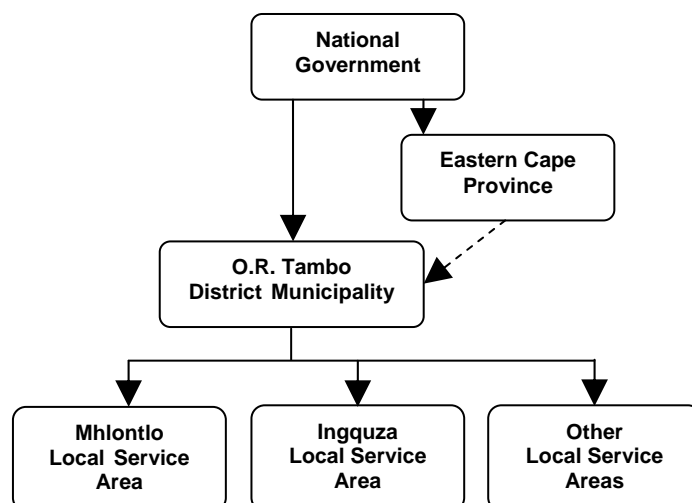 National
Government
Eastern Cape
Province
O.R. Tambo
District Municipality
Mhlontlo
Local Service
Area
Ingquza
Local Service
Area
Other
Local Service
Areas